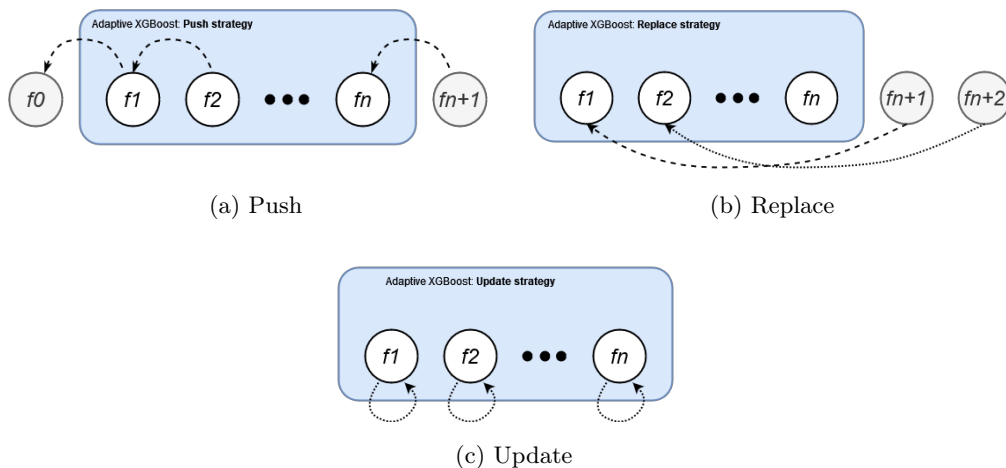 Adaptive XGBoost: Push strategy
f0 f1 f2 fn fn+1
(a) Push
Adaptive XGBoost: Replace strategy
f1 f2 fn fn+1 fn+2
(b) Replace
Adaptive XGBoost: Update strategy
f1 f2 fn
(c) Update